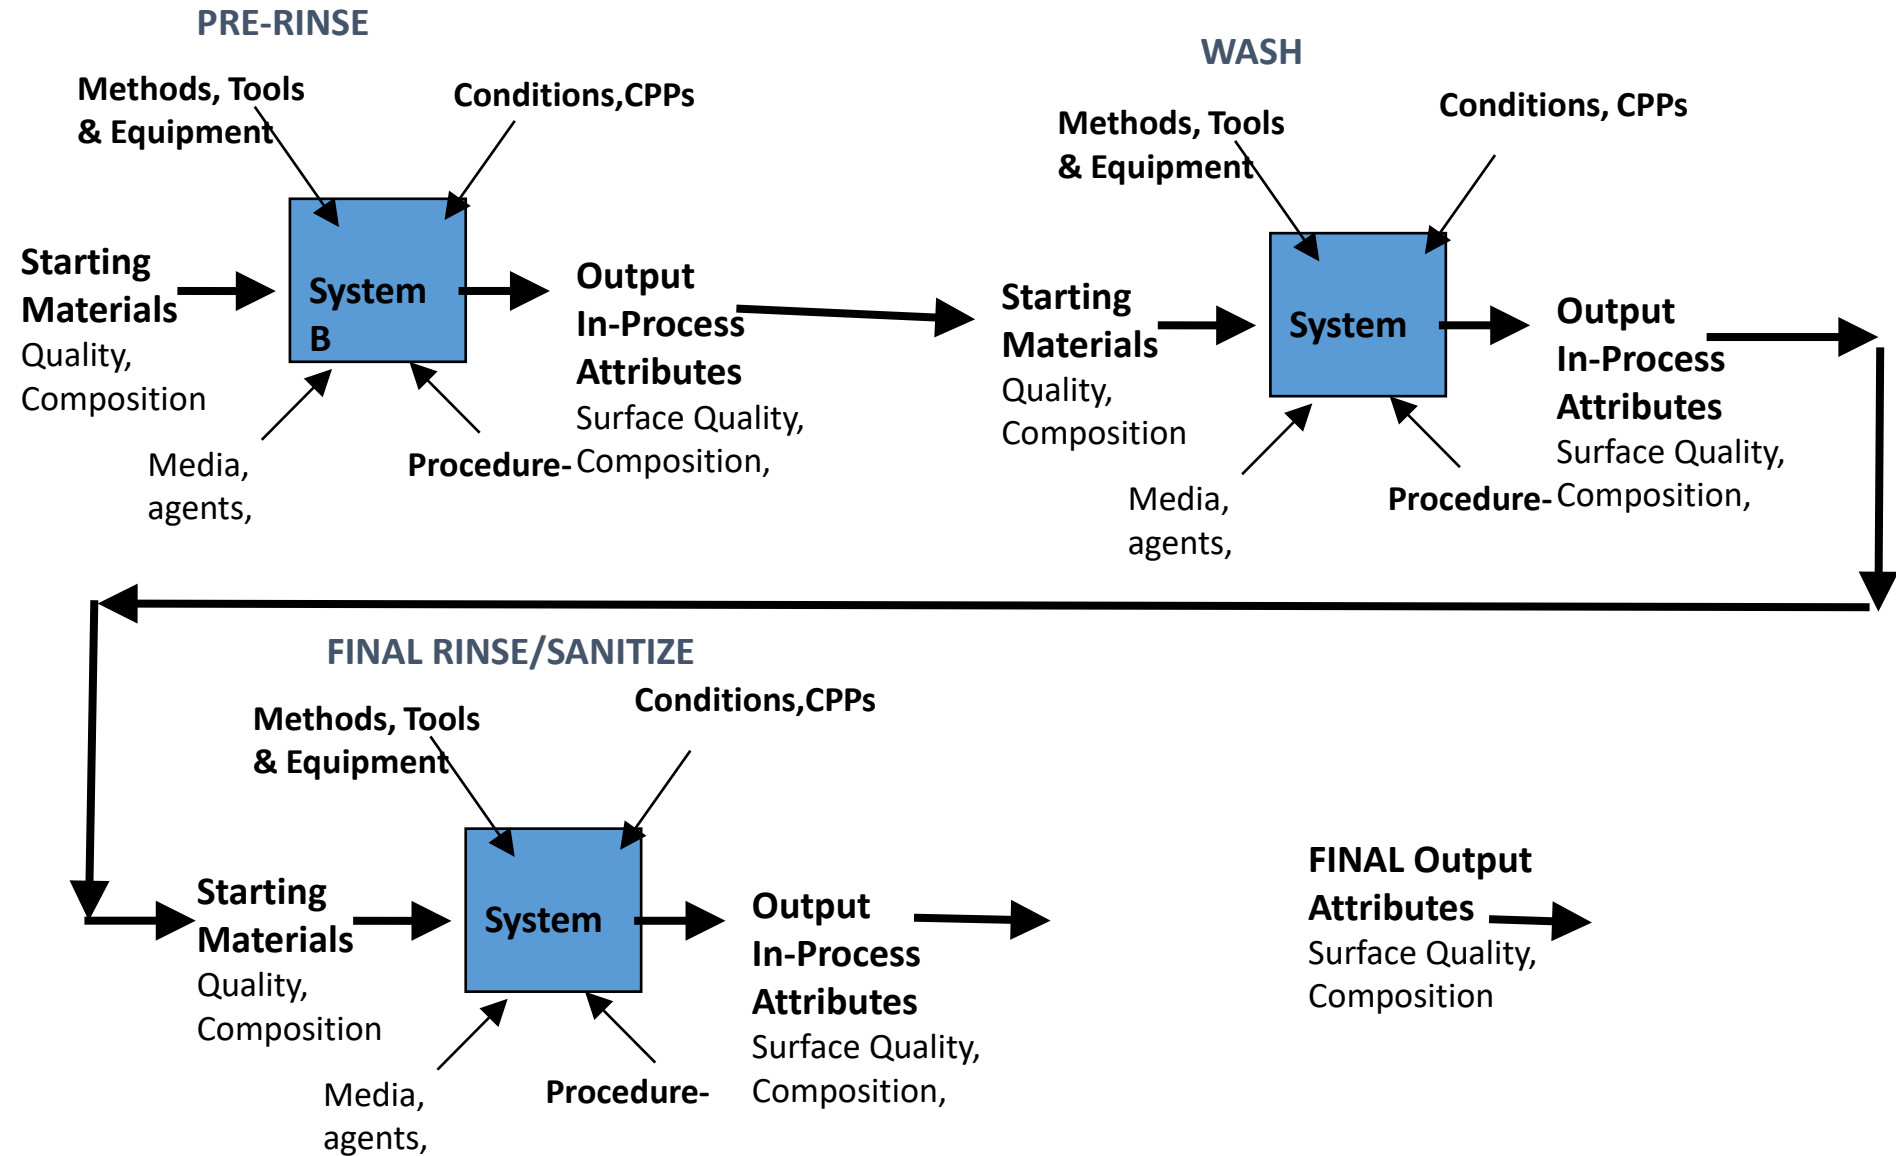 PRE-RINSE
Methods, Tools
& Equipment
Conditions,CPPs
Starting
Materials
Quality,
Composition
System
B
Output
In-Process
Attributes
Surface Quality,
Composition,
Media,
agents,
Procedure-
WASH
Methods, Tools
& Equipment
Conditions, CPPs
Starting
Materials
Quality,
Composition
System
Output
In-Process
Attributes
Surface Quality,
Composition,
Media,
agents,
Procedure-
FINAL RINSE/SANITIZE
Methods, Tools
& Equipment
Conditions,CPPs
Starting
Materials
Quality,
Composition
System
Output
In-Process
Attributes
Surface Quality,
Composition,
Media,
agents,
Procedure-
FINAL Output
Attributes
Surface Quality,
Composition